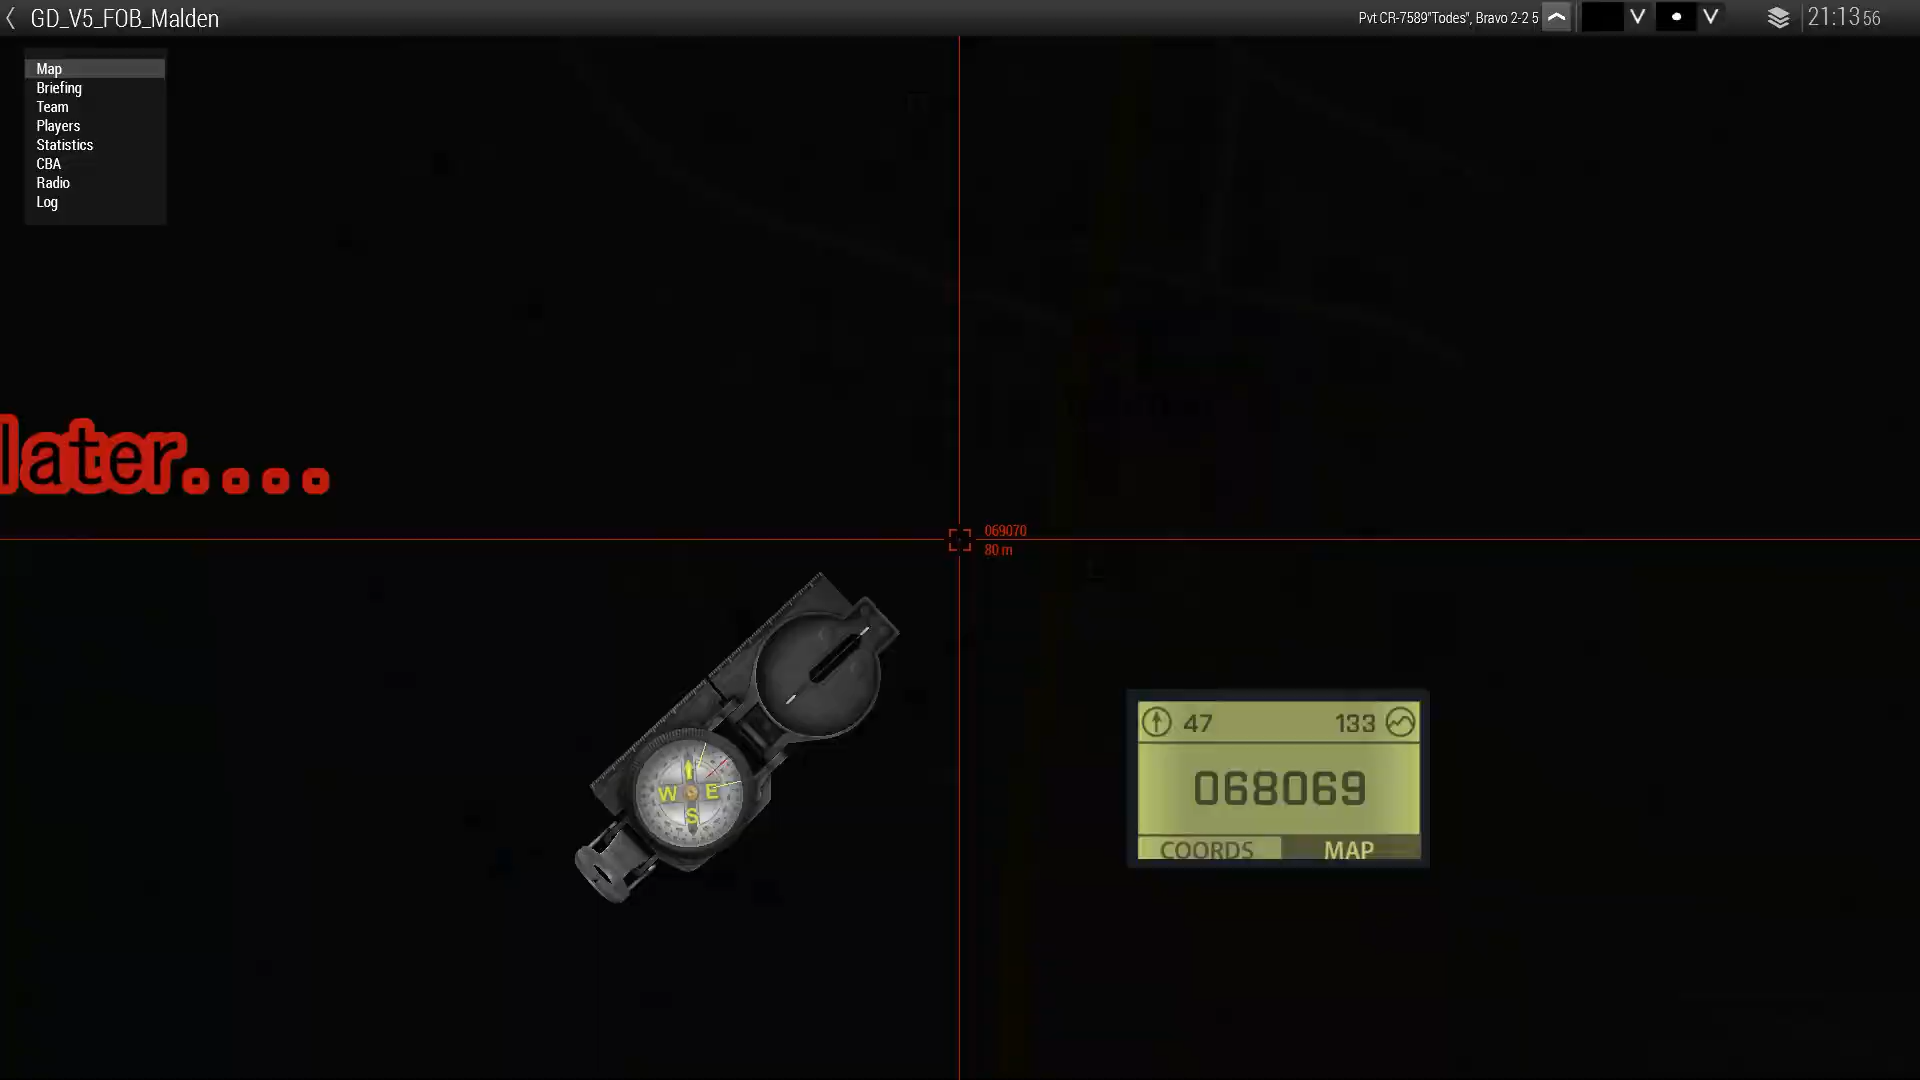 GD_V5_FOB_Malden
Pvt CR-7589"Todes", Bravo 2-2 5
21:13 56
Map
Briefing
Team
Players
Statistics
CBA
Radio
Log
later....
069070
80 m
W E
S
47 133
068069
COORDS MAP